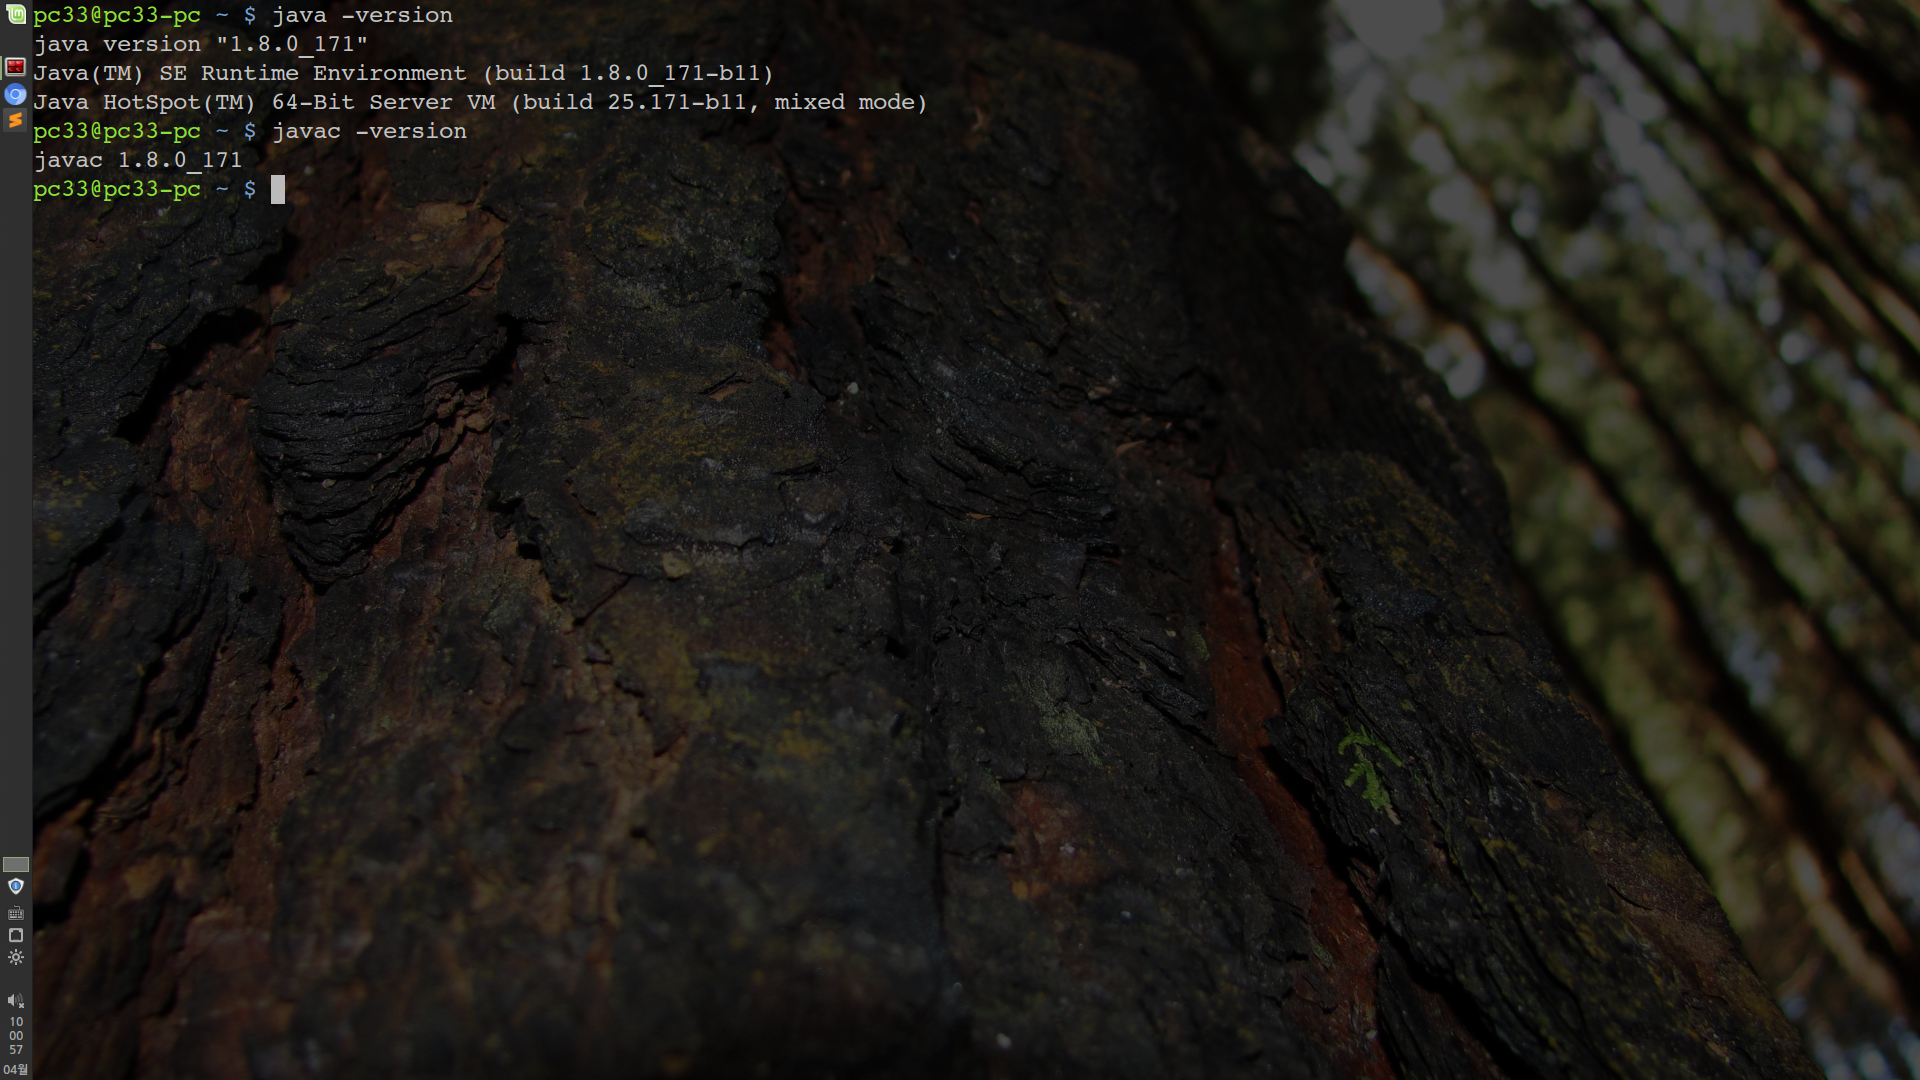 pc33@pc33-pc ~ $ java -version
java version "1.8.0_171"
Java(TM) SE Runtime Environment (build 1.8.0_171-b11)
Java HotSpot(TM) 64-Bit Server VM (build 25.171-b11, mixed mode)
pc33@pc33-pc ~ $ javac -version
javac 1.8.0_171
pc33@pc33-pc ~ $
10
00
57
04월